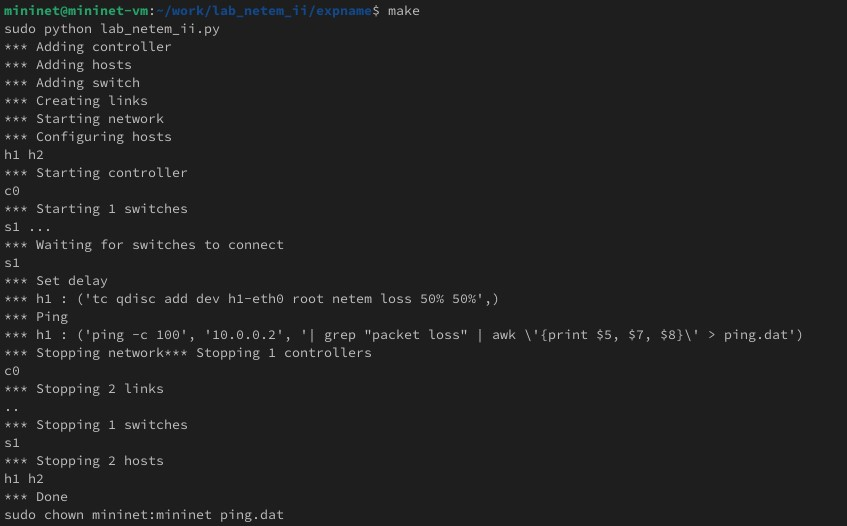 mininet@mininet-vm:~/work/lab_netem_ii/expname$ make
sudo python lab_netem_ii.py
*** Adding controller
*** Adding hosts
*** Adding switch
*** Creating links
*** Starting network
*** Configuring hosts
h1 h2
*** Starting controller
c0
*** Starting 1 switches
s1 ...
*** Waiting for switches to connect
s1
*** Set delay
*** h1 : ('tc qdisc add dev h1-eth0 root netem loss 50% 50%',)
*** Ping
*** h1 : ('ping -c 100', '10.0.0.2', '| grep "packet loss" | awk \'{print $5, $7, $8}\' > ping.dat')
*** Stopping network*** Stopping 1 controllers
c0
*** Stopping 2 links
..
*** Stopping 1 switches
s1
*** Stopping 2 hosts
h1 h2
*** Done
sudo chown mininet:mininet ping.dat